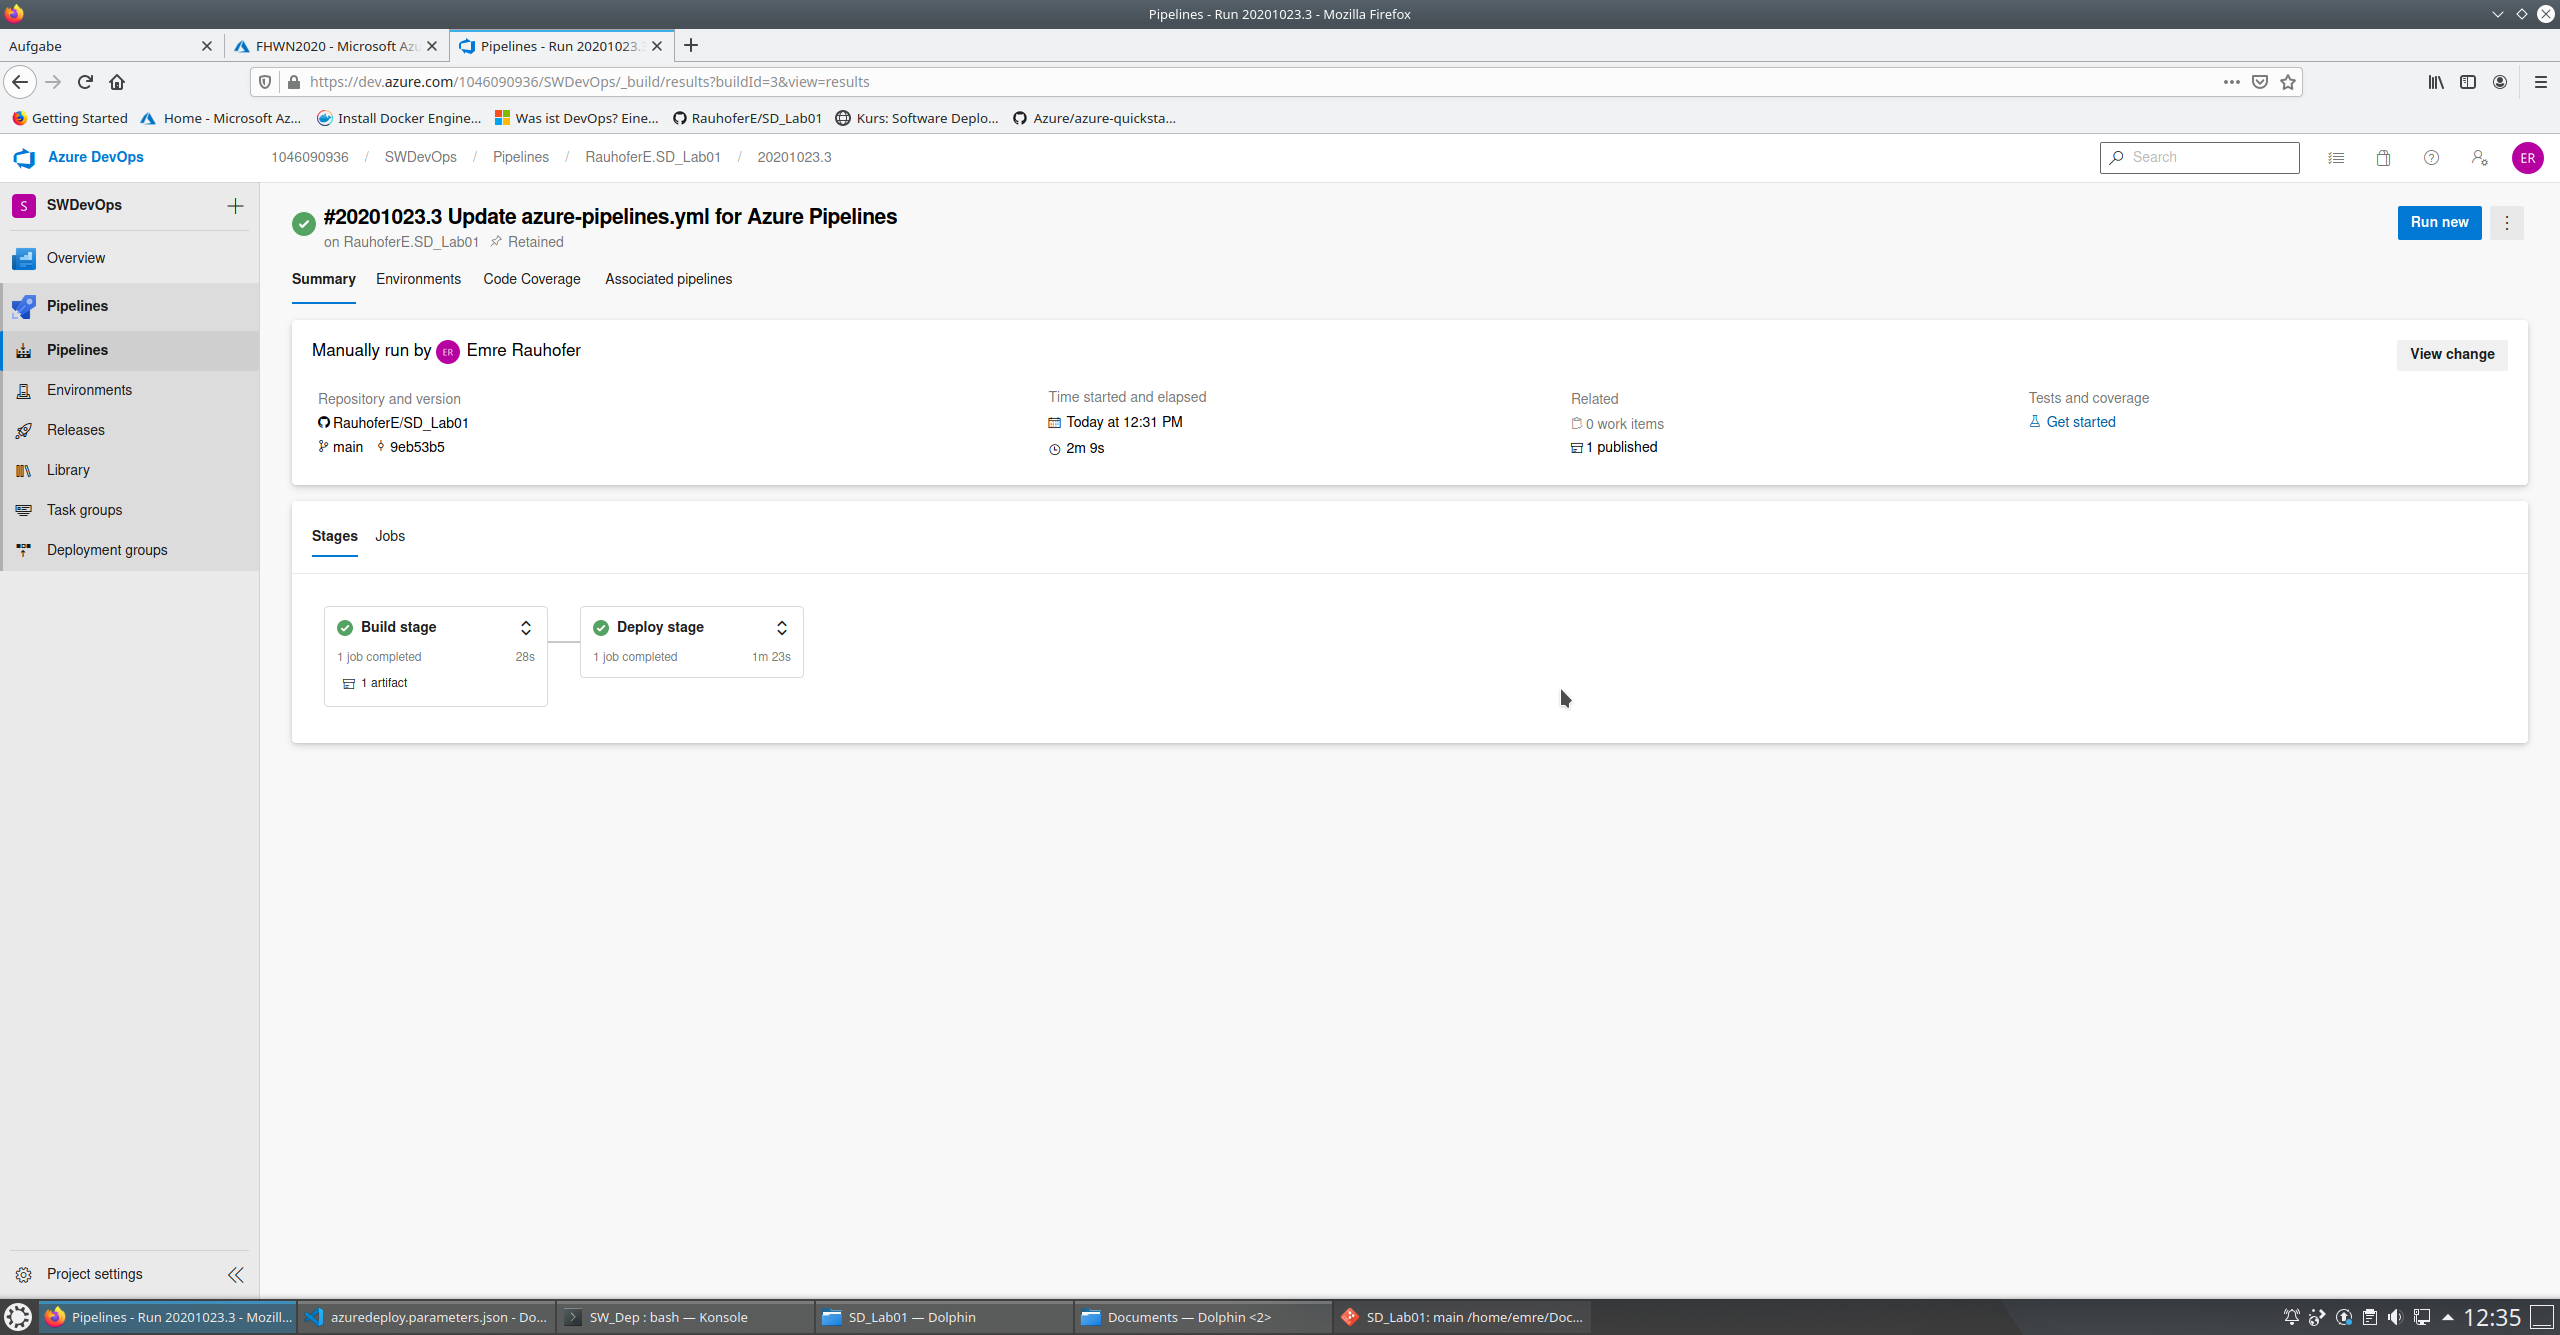 Pipelines - Run 20201023.3 - Mozilla Firefox
Aufgabe
FHWN2020 - Microsoft Azu
Pipelines - Run 20201023.
https://dev.azure.com/1046090936/SWDevOps/_build/results?buildId=3&view=results
Getting Started
Home - Microsoft Az...
Install Docker Engine...
Was ist DevOps? Eine...
RauhoferE/SD_Lab01
Kurs: Software Deplo...
Azure/azure-quicksta...
Azure DevOps
1046090936 / SWDevOps / Pipelines / RauhoferE.SD_Lab01 / 20201023.3
Search
ER
S
SWDevOps
Overview
Pipelines
Pipelines
Environments
Releases
Library
Task groups
Deployment groups
Project settings
#20201023.3 Update azure-pipelines.yml for Azure Pipelines
on RauhoferE.SD_Lab01
Retained
Run new
Summary
Environments
Code Coverage
Associated pipelines
Manually run by ER Emre Rauhofer
View change
Repository and version
RauhoferE/SD_Lab01
main 9eb53b5
Time started and elapsed
Today at 12:31 PM
2m 9s
Related
0 work items
1 published
Tests and coverage
Get started
Stages
Jobs
Build stage
1 job completed 28s
1 artifact
Deploy stage
1 job completed 1m 23s
Pipelines - Run 20201023.3 - Mozill...
azuredeploy.parameters.json - Do...
SW_Dep : bash — Konsole
SD_Lab01 — Dolphin
Documents — Dolphin <2>
SD_Lab01: main /home/emre/Doc...
12:35